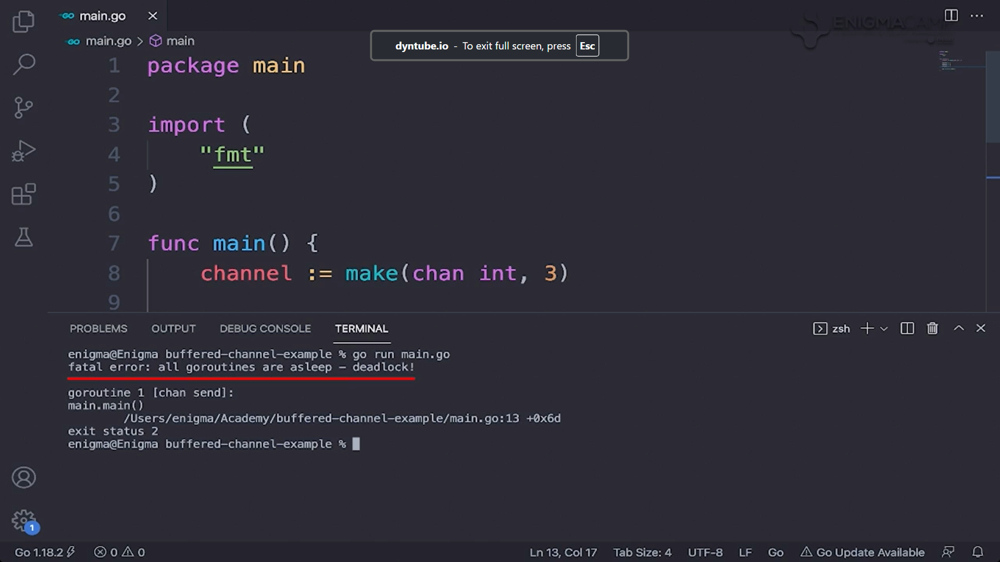 main.go
ENIGMACAMP
main.go > main
dyntube.io - To exit full screen, press Esc
1 package main
2
3 import (
4 "fmt"
5 )
6
7 func main() {
8 channel := make(chan int, 3)
9
PROBLEMS OUTPUT DEBUG CONSOLE TERMINAL zsh
enigma@Enigma buffered-channel-example % go run main.go
fatal error: all goroutines are asleep - deadlock!
goroutine 1 [chan send]:
main.main()
/Users/enigma/Academy/buffered-channel-example/main.go:13 +0x6d
exit status 2
enigma@Enigma buffered-channel-example %
1
Go 1.18.2 0 0 Ln 13, Col 17 Tab Size: 4 UTF-8 LF Go Go Update Available